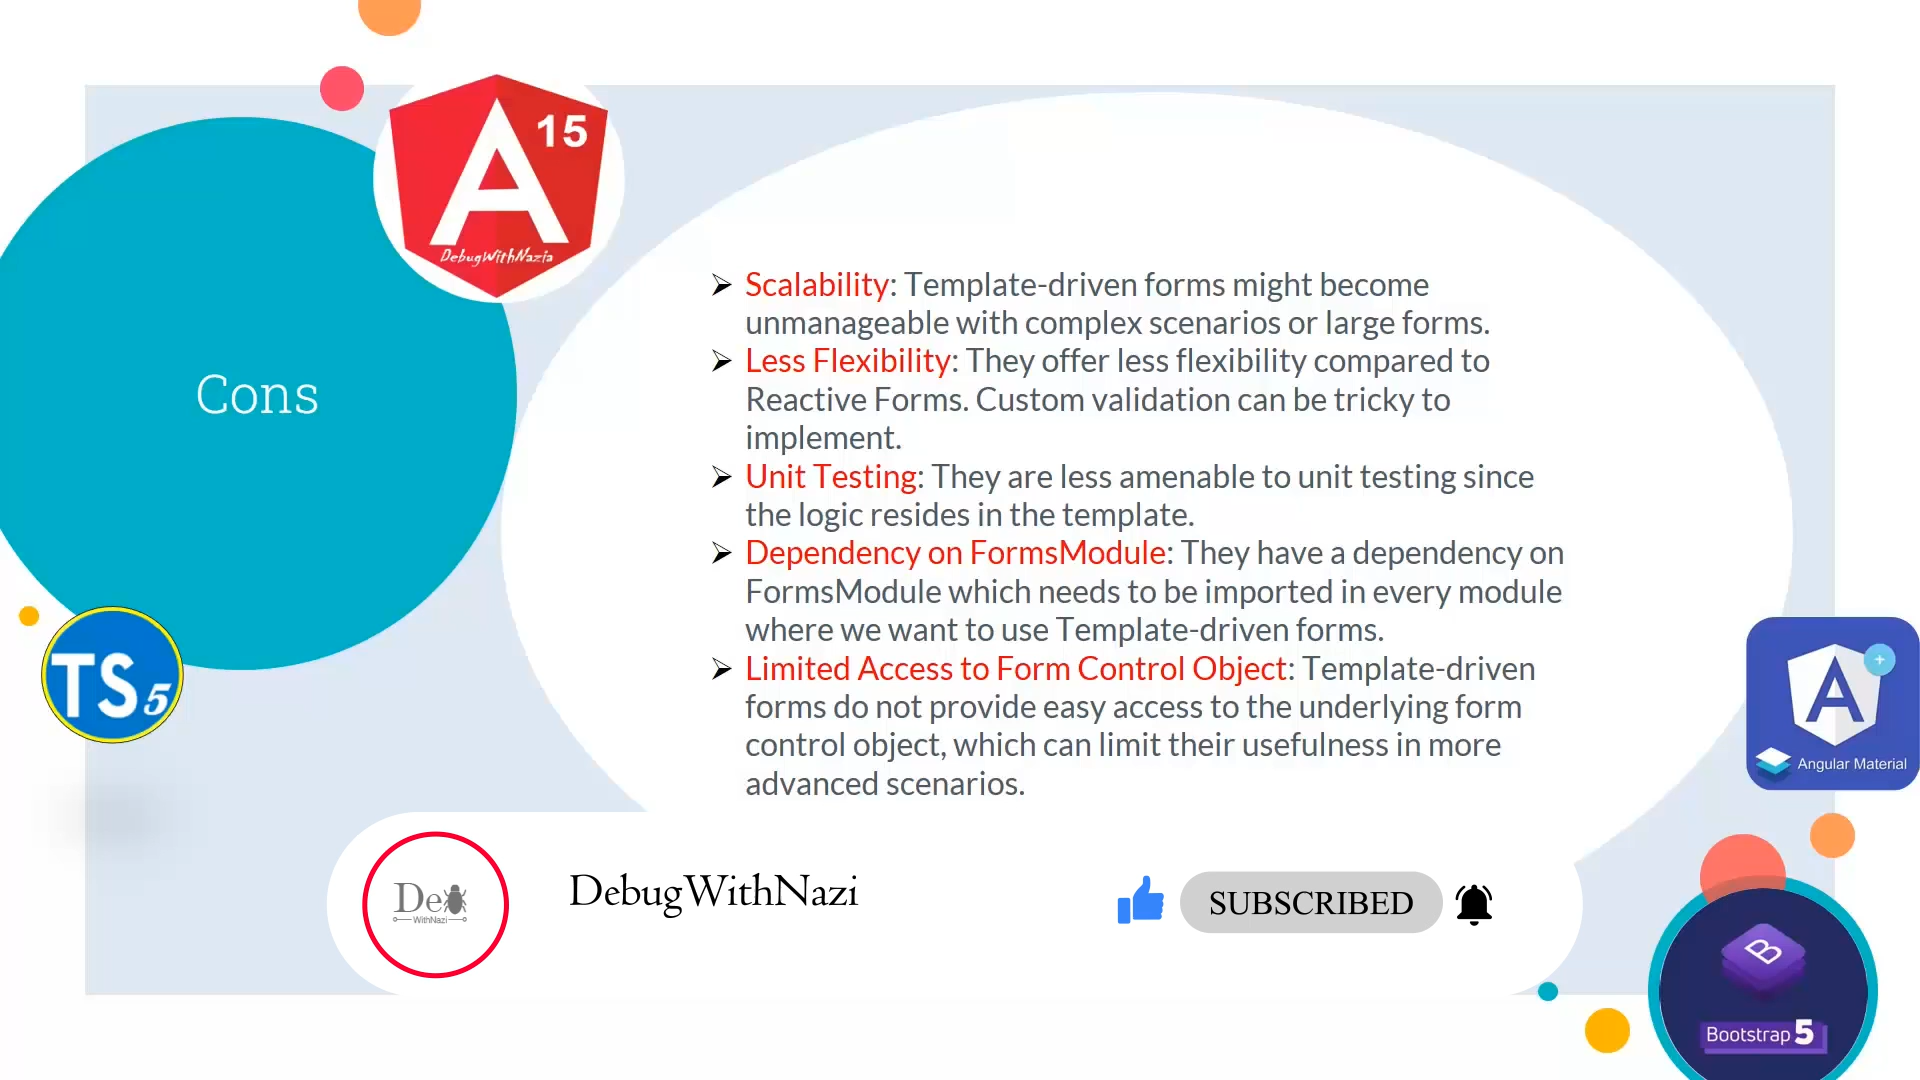 15
DebugWithNazia
Cons
Scalability: Template-driven forms might become
unmanageable with complex scenarios or large forms.
Less Flexibility: They offer less flexibility compared to
Reactive Forms. Custom validation can be tricky to
implement.
Unit Testing: They are less amenable to unit testing since
the logic resides in the template.
Dependency on FormsModule: They have a dependency on
FormsModule which needs to be imported in every module
where we want to use Template-driven forms.
Limited Access to Form Control Object: Template-driven
forms do not provide easy access to the underlying form
control object, which can limit their usefulness in more
advanced scenarios.
TS 5
A
+
Angular Material
De
WithNazi
DebugWithNazi
SUBSCRIBED
B
Bootstrap 5